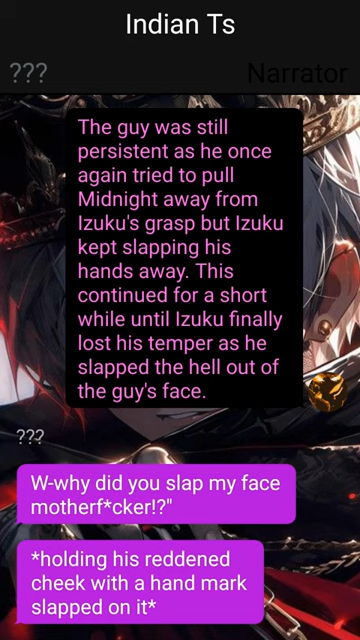 Indian Ts
??? Narrator
The guy was still
persistent as he once
again tried to pull
Midnight away from
Izuku's grasp but Izuku
kept slapping his
hands away. This
continued for a short
while until Izuku finally
lost his temper as he
slapped the hell out of
the guy's face.
???
W-why did you slap my face
motherf*cker!?"
*holding his reddened
cheek with a hand mark
slapped on it*